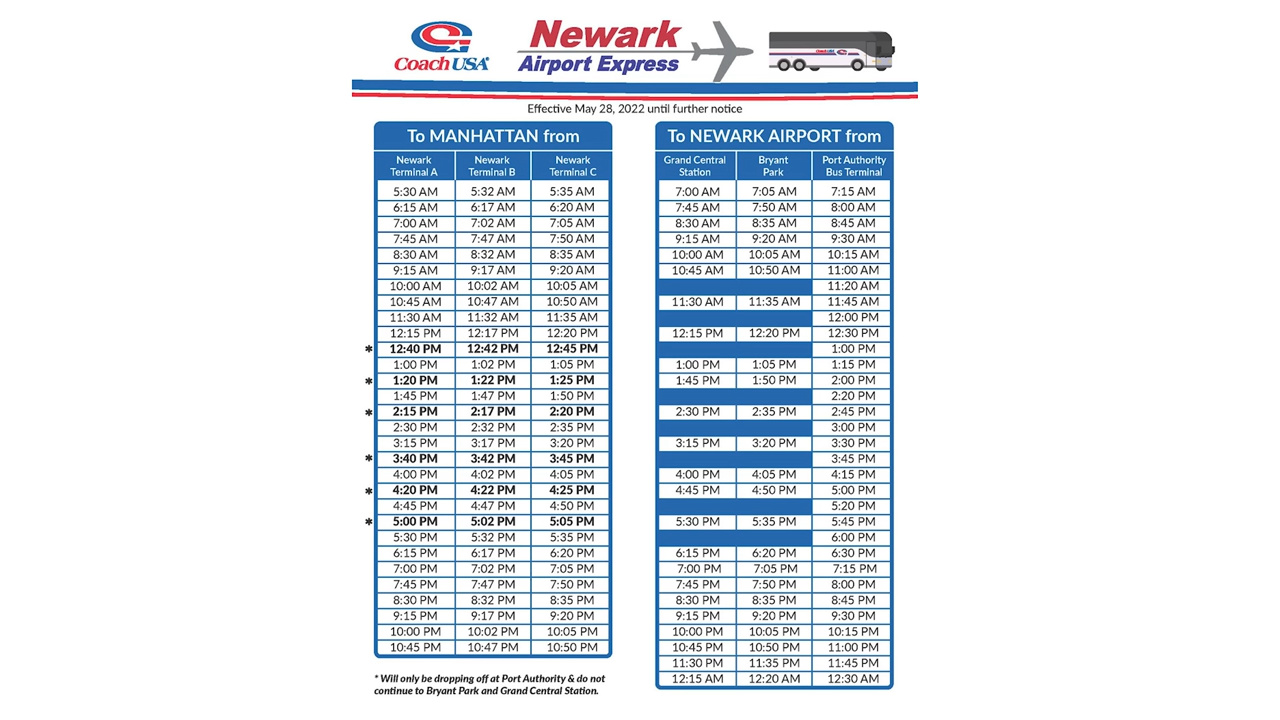 CoachUSA
Newark
Airport Express
CoachUSA
Effective May 28, 2022 until further notice
To MANHATTAN from
Newark Terminal A Newark Terminal B Newark Terminal C
5:30 AM 5:32 AM 5:35 AM
6:15 AM 6:17 AM 6:20 AM
7:00 AM 7:02 AM 7:05 AM
7:45 AM 7:47 AM 7:50 AM
8:30 AM 8:32 AM 8:35 AM
9:15 AM 9:17 AM 9:20 AM
10:00 AM 10:02 AM 10:05 AM
10:45 AM 10:47 AM 10:50 AM
11:30 AM 11:32 AM 11:35 AM
12:15 PM 12:17 PM 12:20 PM
* 12:40 PM 12:42 PM 12:45 PM
1:00 PM 1:02 PM 1:05 PM
* 1:20 PM 1:22 PM 1:25 PM
1:45 PM 1:47 PM 1:50 PM
* 2:15 PM 2:17 PM 2:20 PM
2:30 PM 2:32 PM 2:35 PM
3:15 PM 3:17 PM 3:20 PM
* 3:40 PM 3:42 PM 3:45 PM
4:00 PM 4:02 PM 4:05 PM
* 4:20 PM 4:22 PM 4:25 PM
4:45 PM 4:47 PM 4:50 PM
* 5:00 PM 5:02 PM 5:05 PM
5:30 PM 5:32 PM 5:35 PM
6:15 PM 6:17 PM 6:20 PM
7:00 PM 7:02 PM 7:05 PM
7:45 PM 7:47 PM 7:50 PM
8:30 PM 8:32 PM 8:35 PM
9:15 PM 9:17 PM 9:20 PM
10:00 PM 10:02 PM 10:05 PM
10:45 PM 10:47 PM 10:50 PM
* Will only be dropping off at Port Authority & do not
continue to Bryant Park and Grand Central Station.
To NEWARK AIRPORT from
Grand Central Station Bryant Park Port Authority Bus Terminal
7:00 AM 7:05 AM 7:15 AM
7:45 AM 7:50 AM 8:00 AM
8:30 AM 8:35 AM 8:45 AM
9:15 AM 9:20 AM 9:30 AM
10:00 AM 10:05 AM 10:15 AM
10:45 AM 10:50 AM 11:00 AM
11:20 AM
11:30 AM 11:35 AM 11:45 AM
12:00 PM
12:15 PM 12:20 PM 12:30 PM
1:00 PM
1:00 PM 1:05 PM 1:15 PM
1:45 PM 1:50 PM 2:00 PM
2:20 PM
2:30 PM 2:35 PM 2:45 PM
3:00 PM
3:15 PM 3:20 PM 3:30 PM
3:45 PM
4:00 PM 4:05 PM 4:15 PM
4:45 PM 4:50 PM 5:00 PM
5:20 PM
5:30 PM 5:35 PM 5:45 PM
6:00 PM
6:15 PM 6:20 PM 6:30 PM
7:00 PM 7:05 PM 7:15 PM
7:45 PM 7:50 PM 8:00 PM
8:30 PM 8:35 PM 8:45 PM
9:15 PM 9:20 PM 9:30 PM
10:00 PM 10:05 PM 10:15 PM
10:45 PM 10:50 PM 11:00 PM
11:30 PM 11:35 PM 11:45 PM
12:15 AM 12:20 AM 12:30 AM